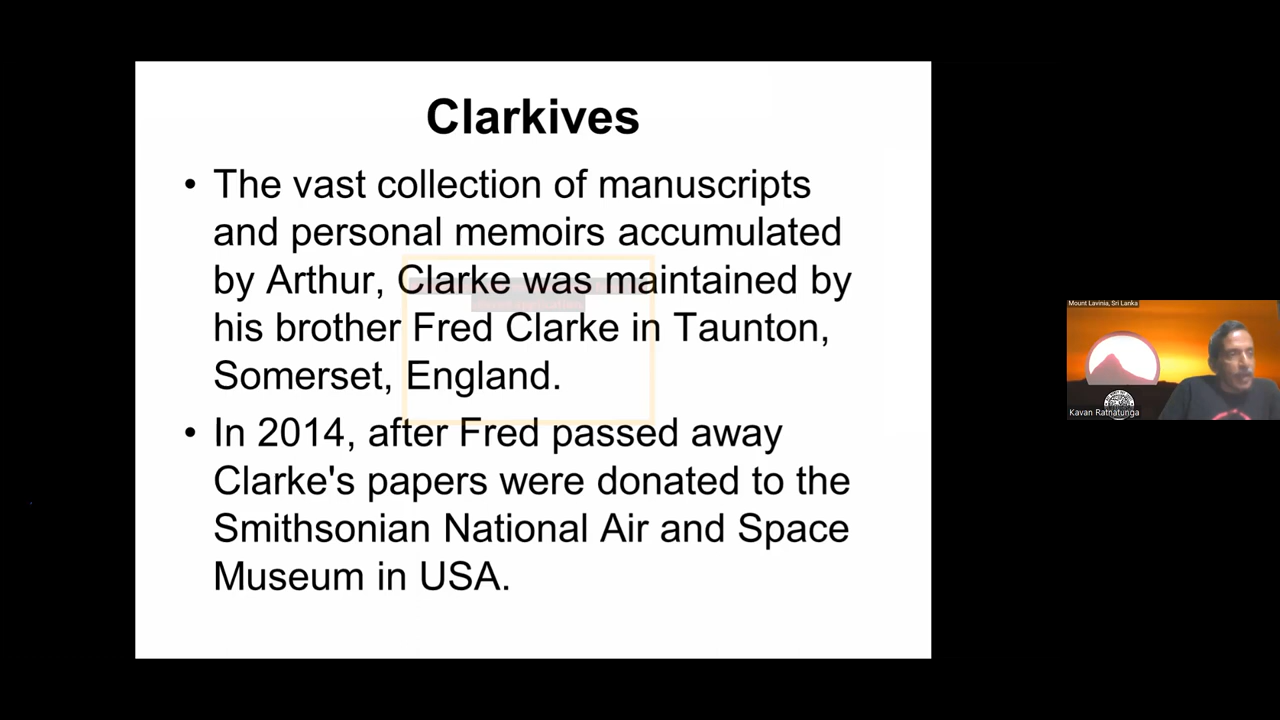 Clarkives
• The vast collection of manuscripts
and personal memoirs accumulated
by Arthur, Clarke was maintained by
his brother Fred Clarke in Taunton,
Somerset, England.
• In 2014, after Fred passed away
Clarke's papers were donated to the
Smithsonian National Air and Space
Museum in USA.
Mount Lavinia, Sri Lanka
Kavan Ratnatunga